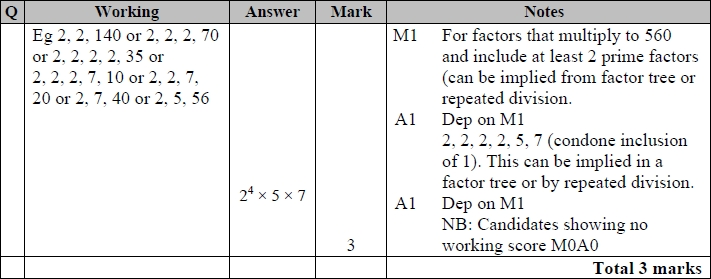 Q Working Answer Mark Notes
Eg 2, 2, 140 or 2, 2, 2, 70
or 2, 2, 2, 2, 35 or
2, 2, 2, 7, 10 or 2, 2, 7,
20 or 2, 7, 40 or 2, 5, 56
2⁴ × 5 × 7
3
M1 For factors that multiply to 560
and include at least 2 prime factors
(can be implied from factor tree or
repeated division.
A1 Dep on M1
2, 2, 2, 2, 5, 7 (condone inclusion
of 1). This can be implied in a
factor tree or by repeated division.
A1 Dep on M1
NB: Candidates showing no
working score M0A0
Total 3 marks